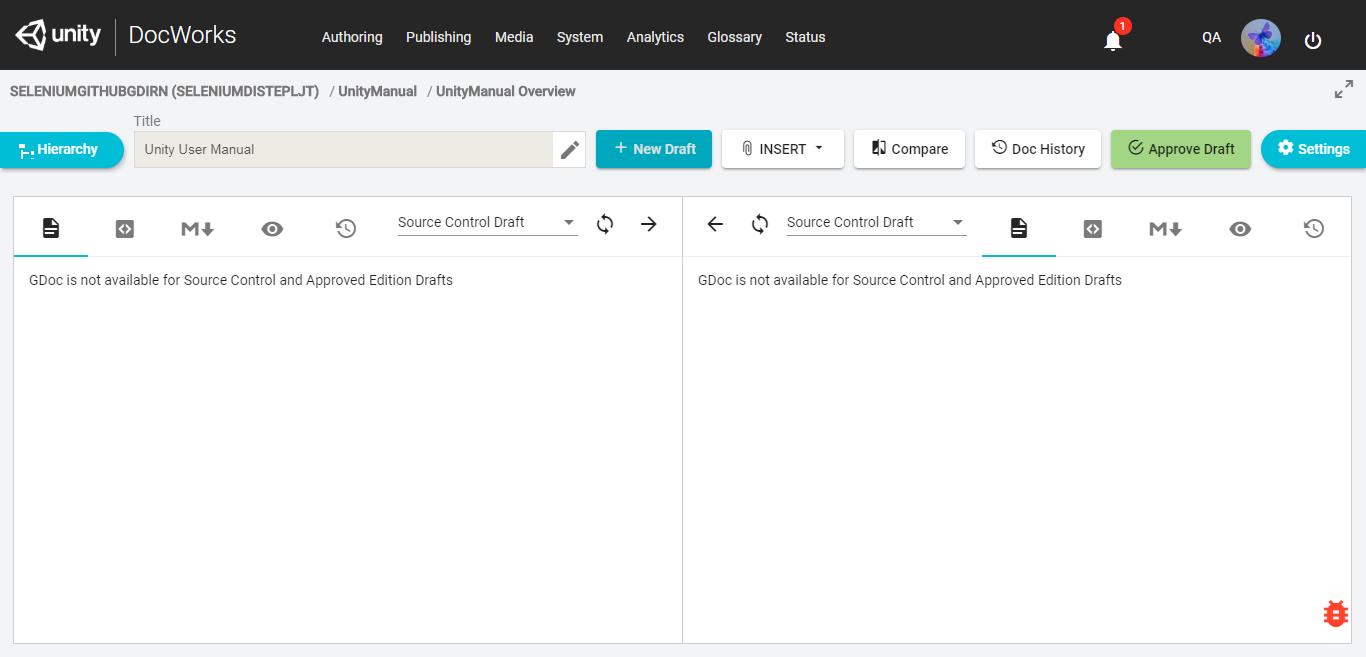 unity DocWorks Authoring Publishing Media System Analytics Glossary Status 1 QA
SELENIUMGITHUBGDIRN (SELENIUMDISTEPLJT) / UnityManual / UnityManual Overview
Title
Hierarchy Unity User Manual + New Draft INSERT Compare Doc History Approve Draft Settings
M Source Control Draft Source Control Draft M
GDoc is not available for Source Control and Approved Edition Drafts GDoc is not available for Source Control and Approved Edition Drafts